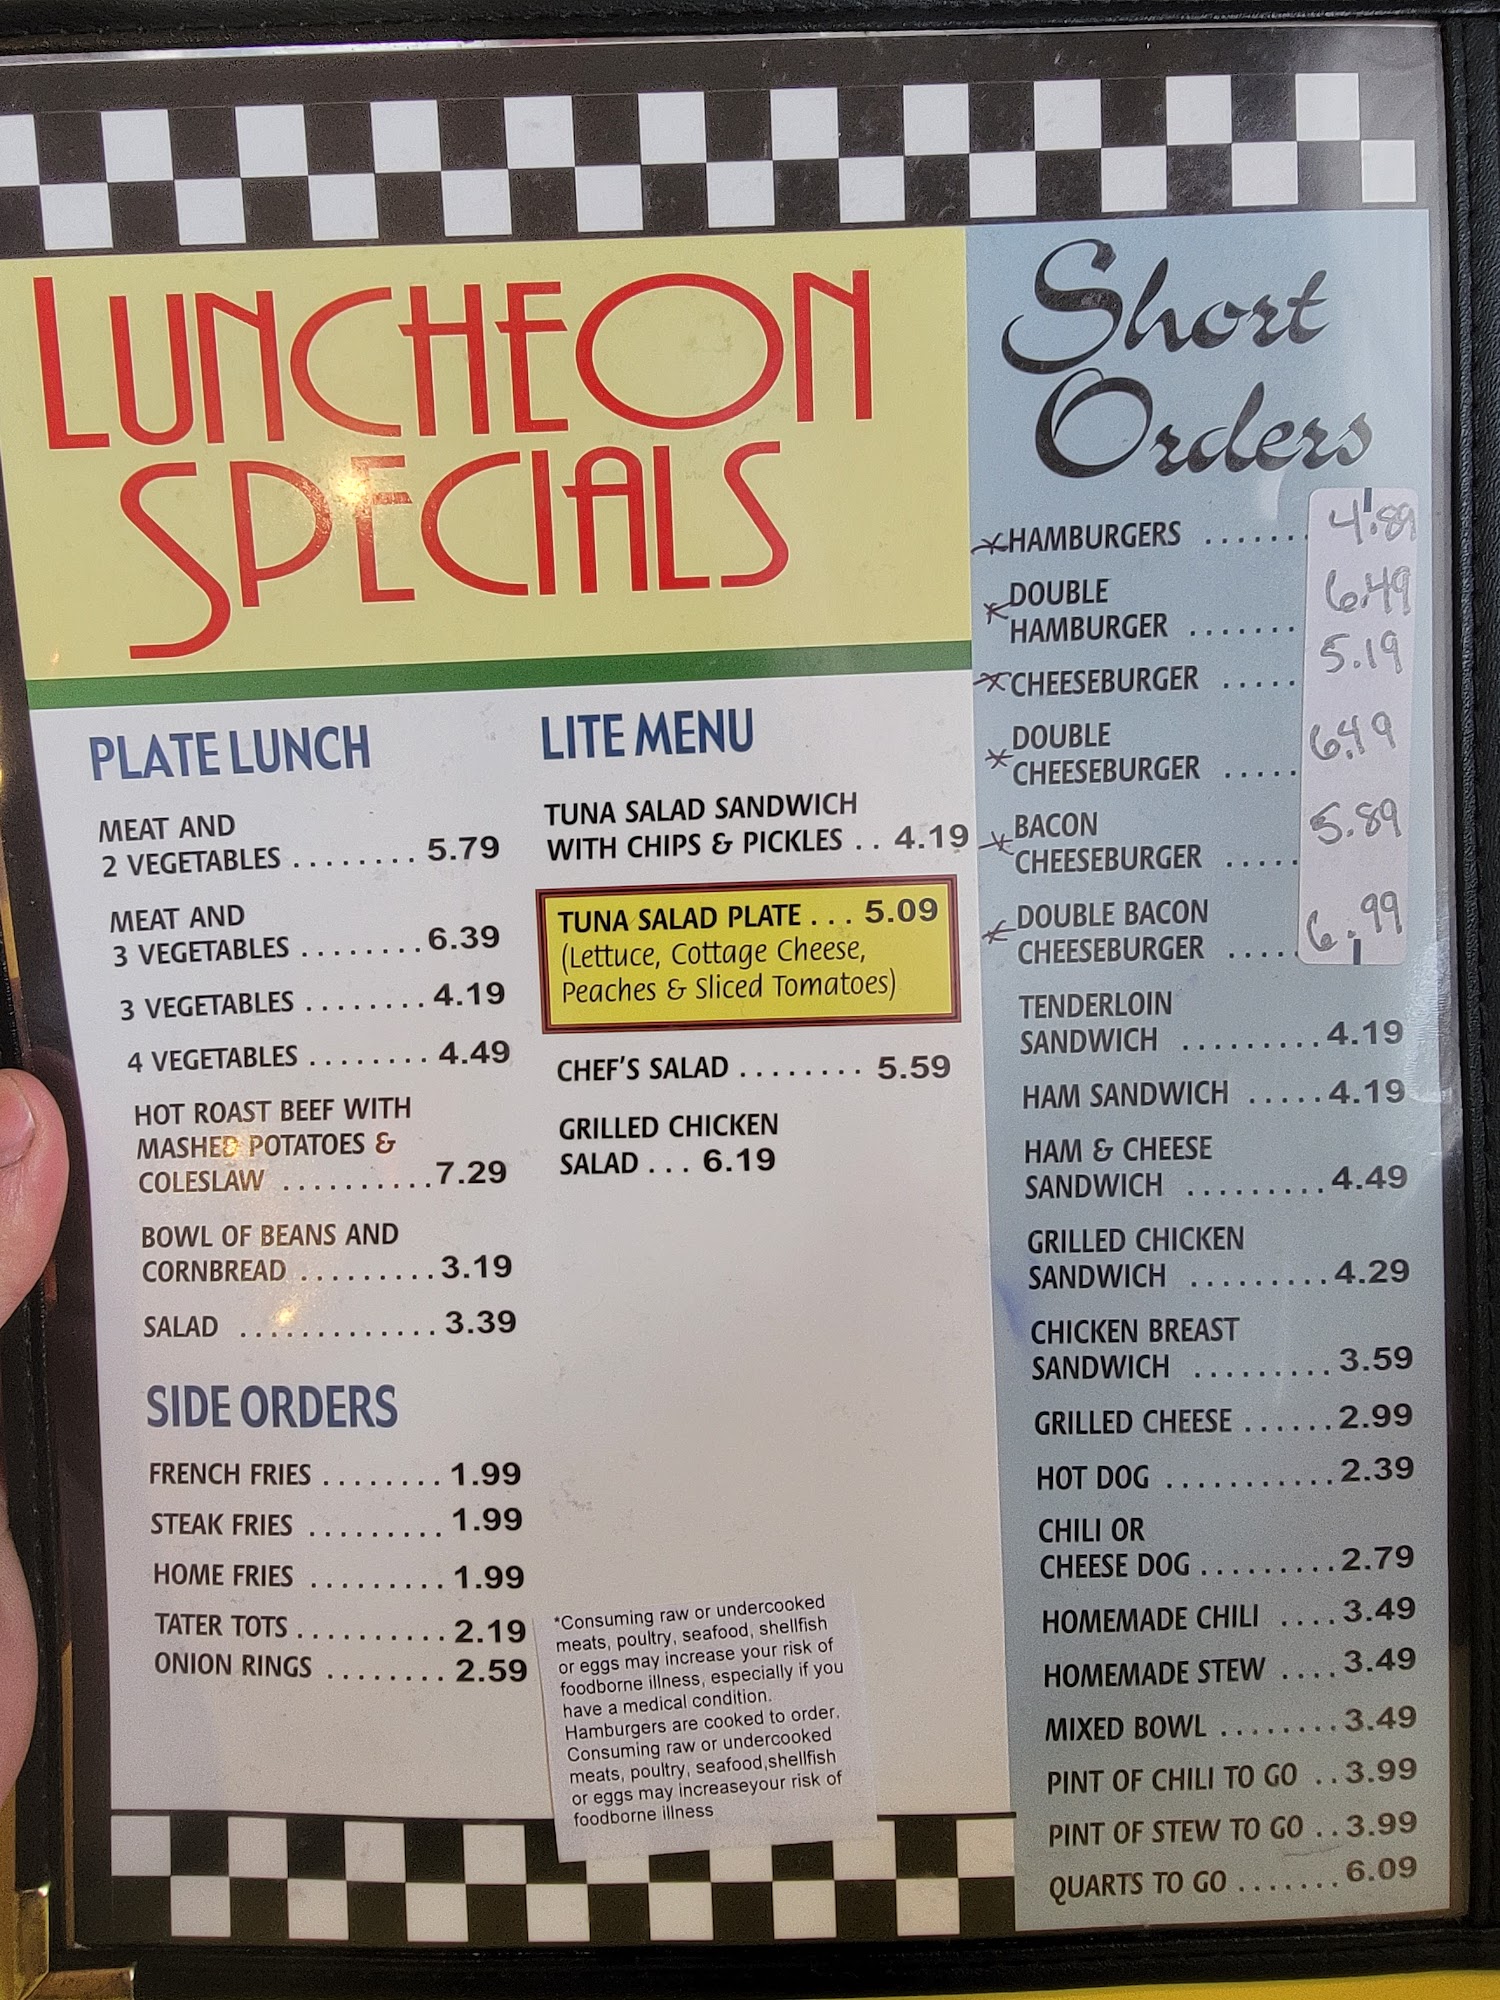 LUNCHEON
SPECIALS
PLATE LUNCH
MEAT AND
2 VEGETABLES ........ 5.79
MEAT AND
3 VEGETABLES ........ 6.39
3 VEGETABLES ........ 4.19
4 VEGETABLES ........ 4.49
HOT ROAST BEEF WITH
MASHED POTATOES &
COLESLAW .......... 7.29
BOWL OF BEANS AND
CORNBREAD ......... 3.19
SALAD ............. 3.39
SIDE ORDERS
FRENCH FRIES ........ 1.99
STEAK FRIES ......... 1.99
HOME FRIES ......... 1.99
TATER TOTS .......... 2.19
ONION RINGS ........ 2.59
LITE MENU
TUNA SALAD SANDWICH
WITH CHIPS & PICKLES .. 4.19
TUNA SALAD PLATE ... 5.09
(Lettuce, Cottage Cheese,
Peaches & Sliced Tomatoes)
CHEF'S SALAD ........ 5.59
GRILLED CHICKEN
SALAD ... 6.19
*Consuming raw or undercooked
meats, poultry, seafood, shellfish
or eggs may increase your risk of
foodborne illness, especially if you
have a medical condition.
Hamburgers are cooked to order.
Consuming raw or undercooked
meats, poultry, seafood,shellfish
or eggs may increaseyour risk of
foodborne illness
Short
Orders
*HAMBURGERS ....... 4.89
*DOUBLE
HAMBURGER ....... 6.49
*CHEESEBURGER ..... 5.19
*DOUBLE
CHEESEBURGER ..... 6.49
*BACON
CHEESEBURGER ..... 5.89
*DOUBLE BACON
CHEESEBURGER ..... 6.99
TENDERLOIN
SANDWICH ......... 4.19
HAM SANDWICH ..... 4.19
HAM & CHEESE
SANDWICH ......... 4.49
GRILLED CHICKEN
SANDWICH ......... 4.29
CHICKEN BREAST
SANDWICH ......... 3.59
GRILLED CHEESE ...... 2.99
HOT DOG ........... 2.39
CHILI OR
CHEESE DOG ......... 2.79
HOMEMADE CHILI .... 3.49
HOMEMADE STEW .... 3.49
MIXED BOWL ........ 3.49
PINT OF CHILI TO GO .. 3.99
PINT OF STEW TO GO .. 3.99
QUARTS TO GO ....... 6.09